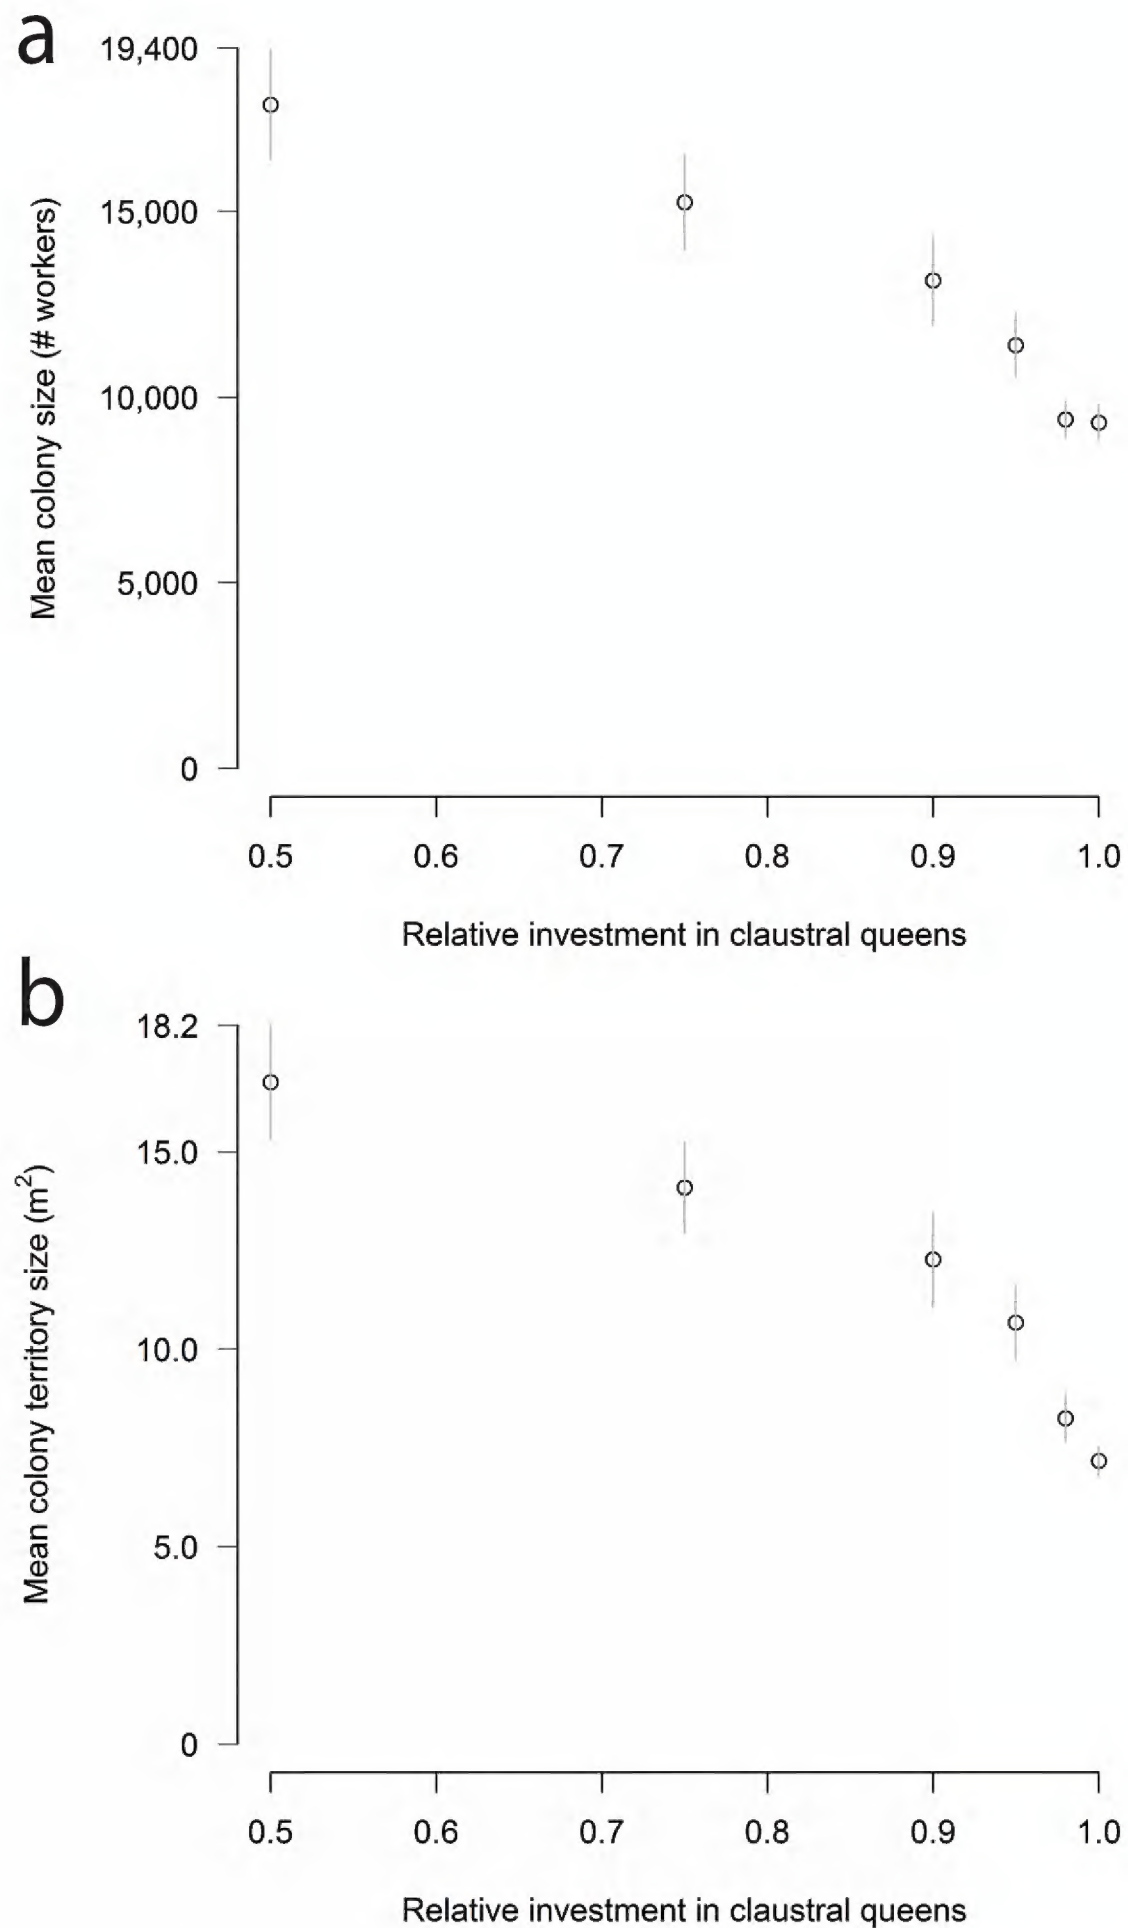 a
19,400
15,000
10,000
5,000
0
Mean colony size (# workers)
0.5 0.6 0.7 0.8 0.9 1.0
Relative investment in claustral queens
b
18.2
15.0
10.0
5.0
0
Mean colony territory size (m²)
0.5 0.6 0.7 0.8 0.9 1.0
Relative investment in claustral queens